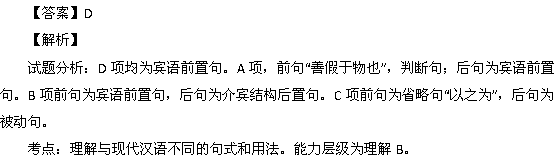 【答案】D
【解析】
试题分析：D 项均为宾语前置句。A 项，前句“善假于物也”，判断句；后句为宾语前置
句。B 项前句为宾语前置句，后句为介宾结构后置句。C 项前句为省略句“以之为”，后句为
被动句。
考点：理解与现代汉语不同的句式和用法。能力层级为理解 B。